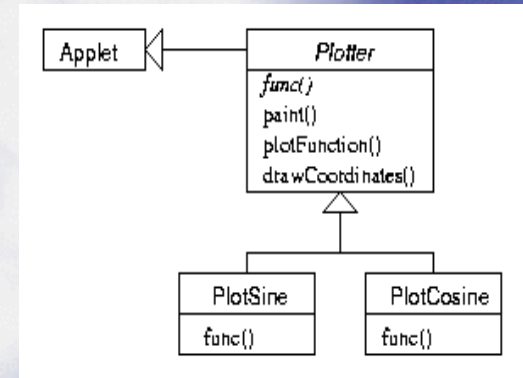 Applet
Plotter
func()
paint()
plotFunction()
drawCoordinates()
PlotSine
PlotCosine
func()
func()